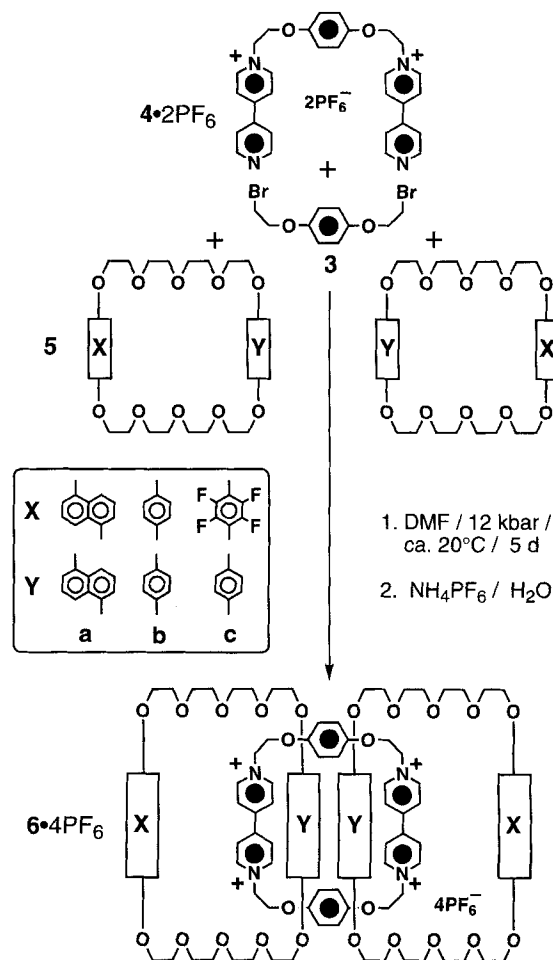 O O
+ N N +
4•2PF₆ 2PF₆⁻
N N
+
Br Br
O O
3
+ +
O O O O O O O O O O
5 X Y Y X
O O O O O O O O O O
X F F F F
Y
a b c
1. DMF / 12 kbar /
ca. 20°C / 5 d
2. NH₄PF₆ / H₂O
O O O O O O O O O O
O O
+ N N +
6•4PF₆ X Y Y X
N + N +
O O 4PF₆⁻
O O O O O O O O O O